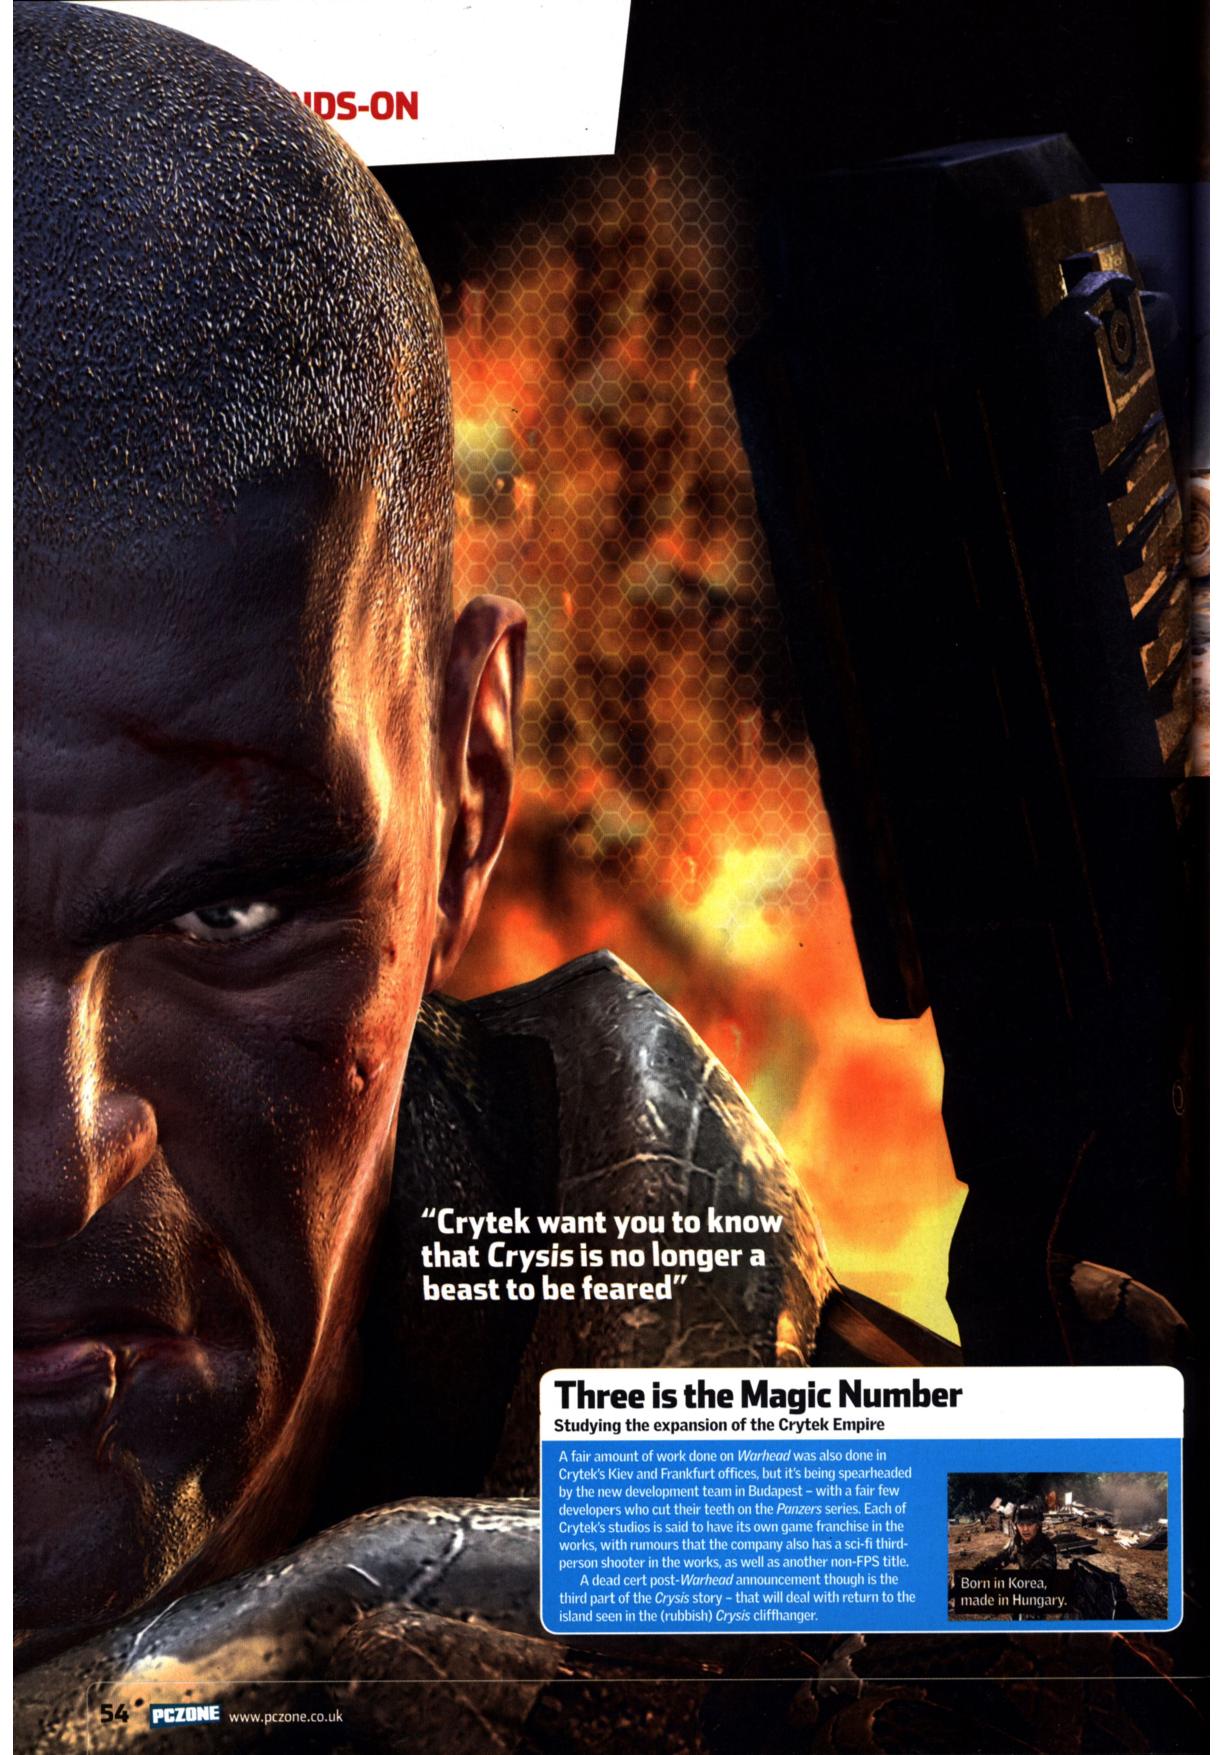 NDS-ON
“Crytek want you to know
that Crysis is no longer a
beast to be feared”
Three is the Magic Number
Studying the expansion of the Crytek Empire
A fair amount of work done on Warhead was also done in
Crytek’s Kiev and Frankfurt offices, but it’s being spearheaded
by the new development team in Budapest – with a fair few
developers who cut their teeth on the Panzers series. Each of
Crytek’s studios is said to have its own game franchise in the
works, with rumours that the company also has a sci-fi third-
person shooter in the works, as well as another non-FPS title.
A dead cert post-Warhead announcement though is the
third part of the Crysis story – that will deal with return to the
island seen in the (rubbish) Crysis cliffhanger.
Born in Korea,
made in Hungary.
54 PCZONE www.pczone.co.uk